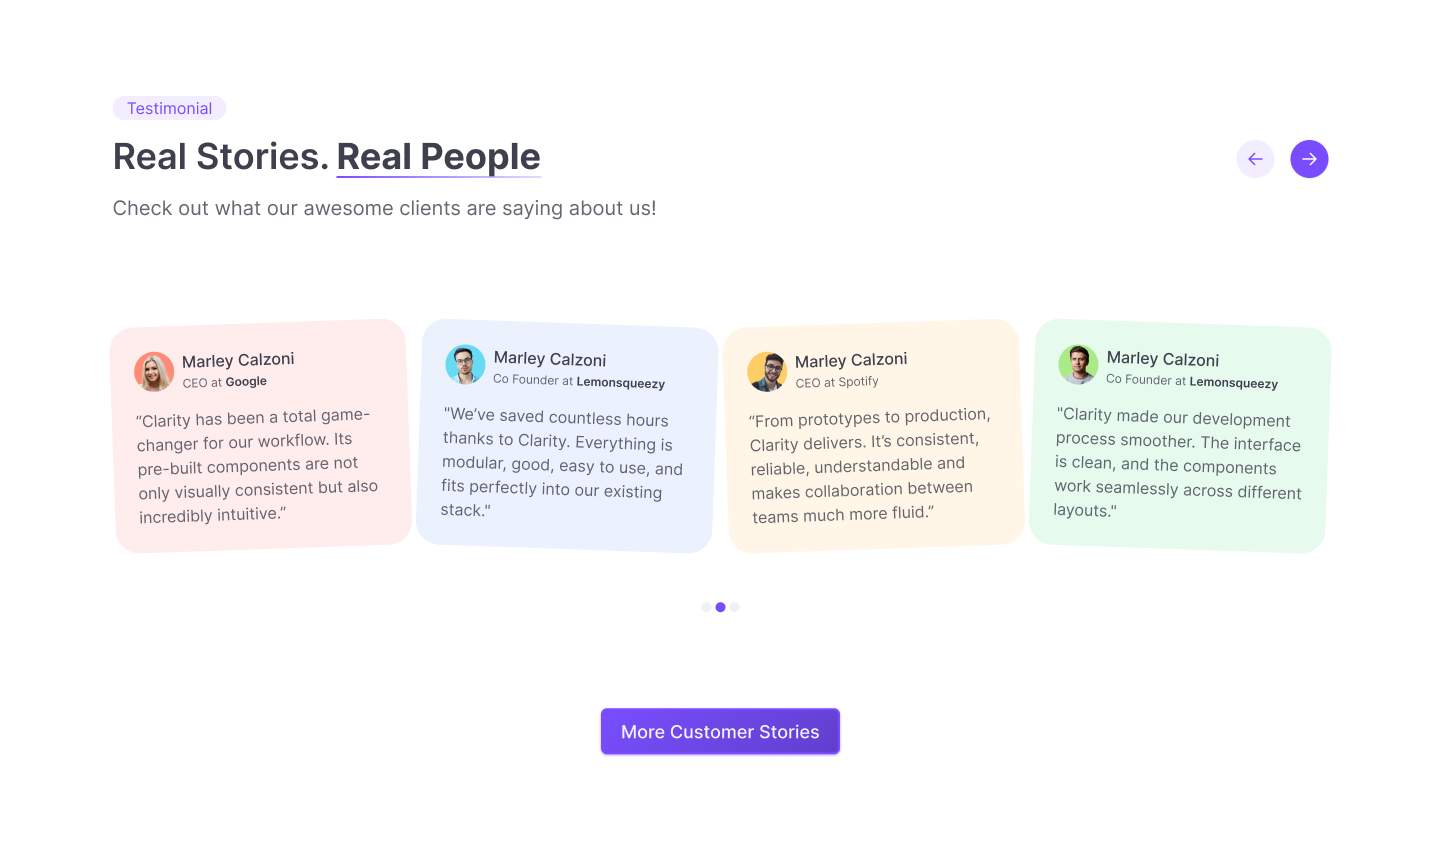 Testimonial
Real Stories. Real People
Check out what our awesome clients are saying about us!
Marley Calzoni
CEO at Google
“Clarity has been a total game-
changer for our workflow. Its
pre-built components are not
only visually consistent but also
incredibly intuitive.”
Marley Calzoni
Co Founder at Lemonsqueezy
"We’ve saved countless hours
thanks to Clarity. Everything is
modular, good, easy to use, and
fits perfectly into our existing
stack."
Marley Calzoni
CEO at Spotify
“From prototypes to production,
Clarity delivers. It’s consistent,
reliable, understandable and
makes collaboration between
teams much more fluid.”
Marley Calzoni
Co Founder at Lemonsqueezy
"Clarity made our development
process smoother. The interface
is clean, and the components
work seamlessly across different
layouts."
More Customer Stories